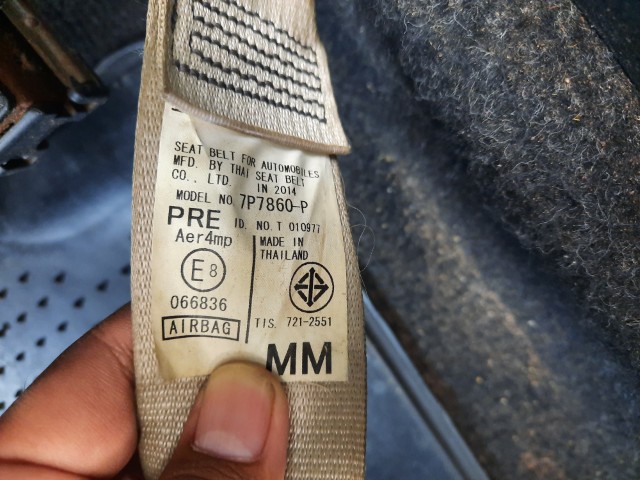 SEAT BELT FOR AUTOMOBILES
MFD. BY THAI SEAT BELT
CO., LTD. IN 2014
MODEL NO. 7P7860-P
PRE ID. NO. T 010977
Aer4mp
E8
066836
AIRBAG
MADE IN
THAILAND
TIS. 721-2551
MM